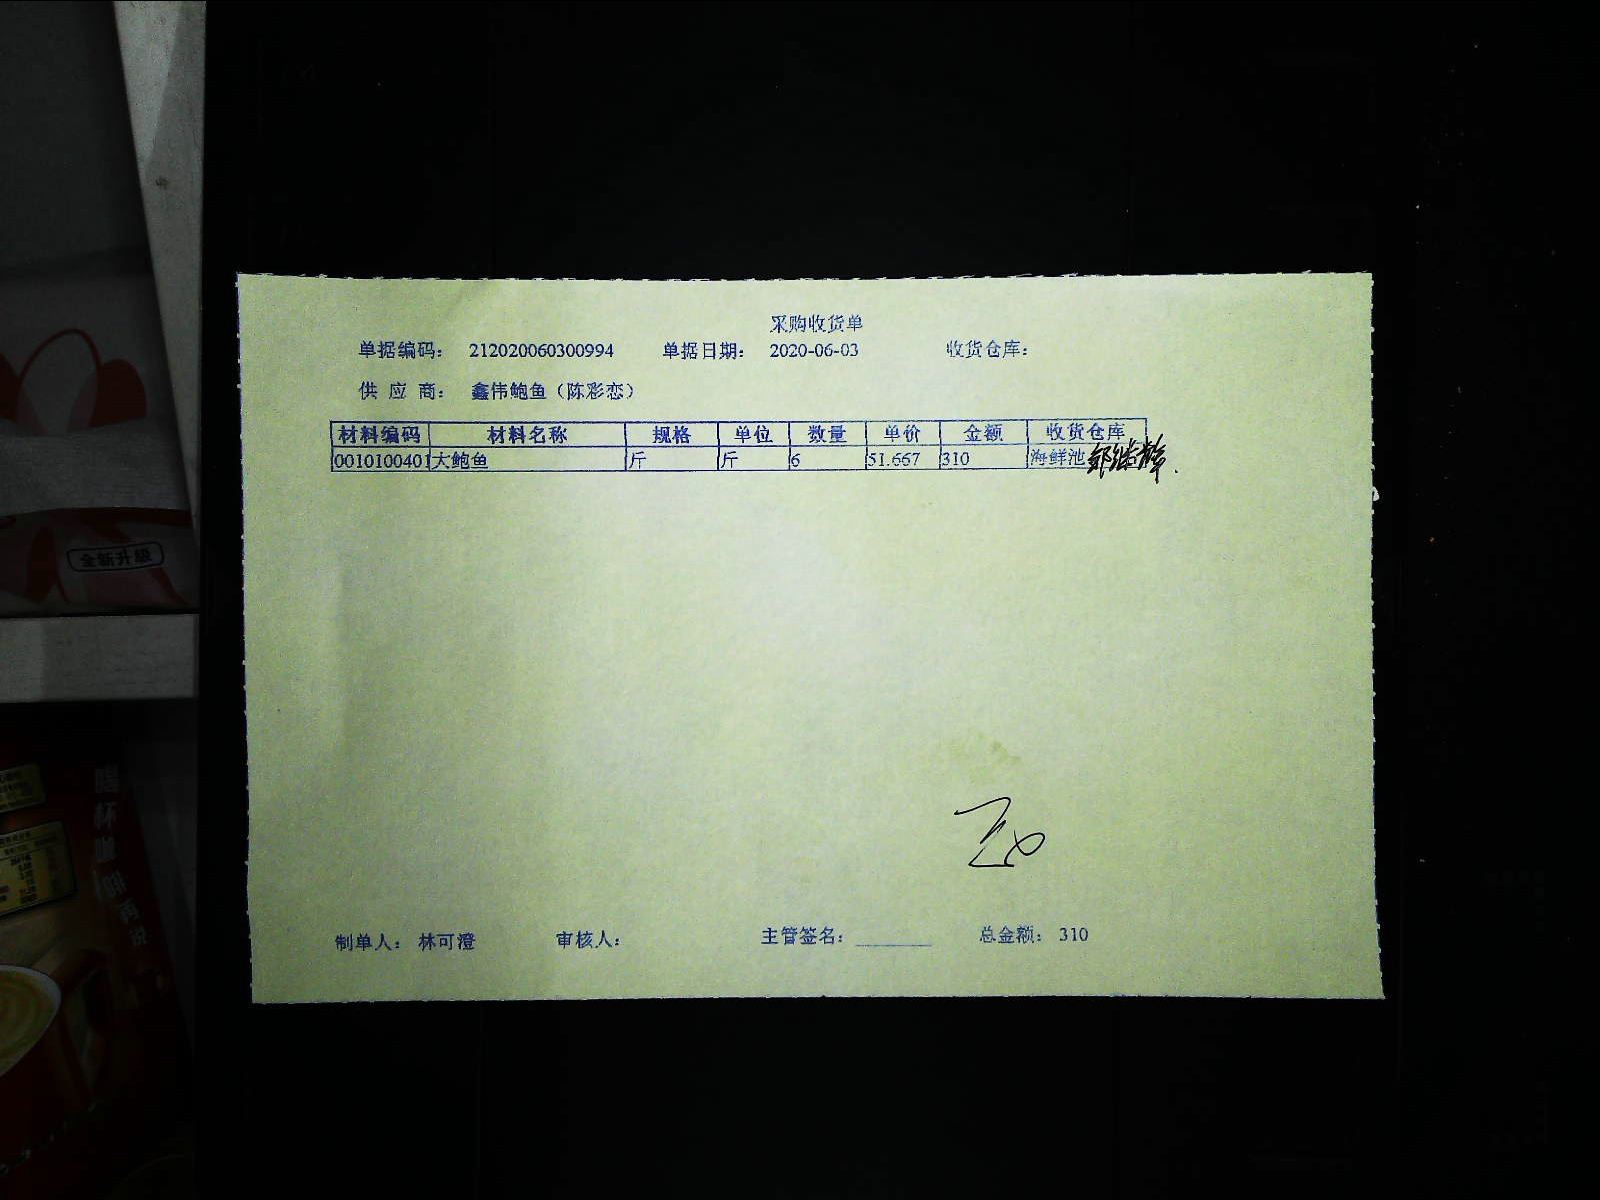 采购收货单
单据编码： 212020060300994 单据日期： 2020-06-03 收货仓库：
供 应 商： 鑫伟鲍鱼（陈彩恋）
材料编码 材料名称 规格 单位 数量 单价 金额 收货仓库
0010100401 大鲍鱼 斤 斤 6 51.667 310 海鲜池
制单人： 林可澄 审核人： 主管签名： 总金额： 310
全新升級